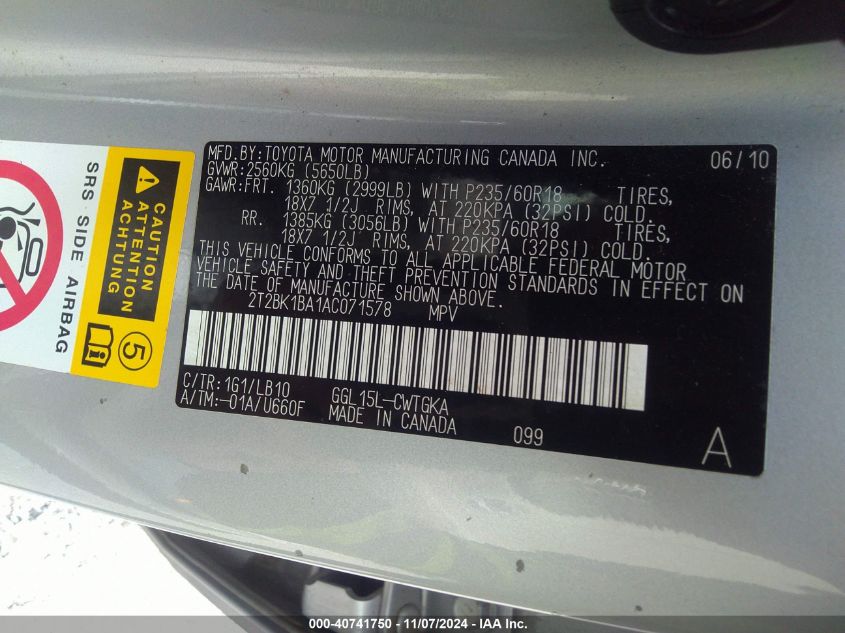 SRS SIDE AIRBAG
CAUTION
ATTENTION
ACHTUNG
5
MFD.BY:TOYOTA MOTOR MANUFACTURING CANADA INC. 06/10
GVWR:2560KG (5650LB)
GAWR:FRT. 1360KG (2999LB) WITH P235/60R18 TIRES,
18X7 1/2J RIMS, AT 220KPA (32PSI) COLD.
RR. 1385KG (3056LB) WITH P235/60R18 TIRES,
18X7 1/2J RIMS, AT 220KPA (32PSI) COLD.
THIS VEHICLE CONFORMS TO ALL APPLICABLE FEDERAL MOTOR
VEHICLE SAFETY AND THEFT PREVENTION STANDARDS IN EFFECT ON
THE DATE OF MANUFACTURE SHOWN ABOVE.
2T2BK1BA1AC071578 MPV
C/TR:1G1/LB10 GGL15L-CWTGKA
A/TM:-01A/U660F MADE IN CANADA 099
A
000-40741750 - 11/07/2024 - IAA Inc.